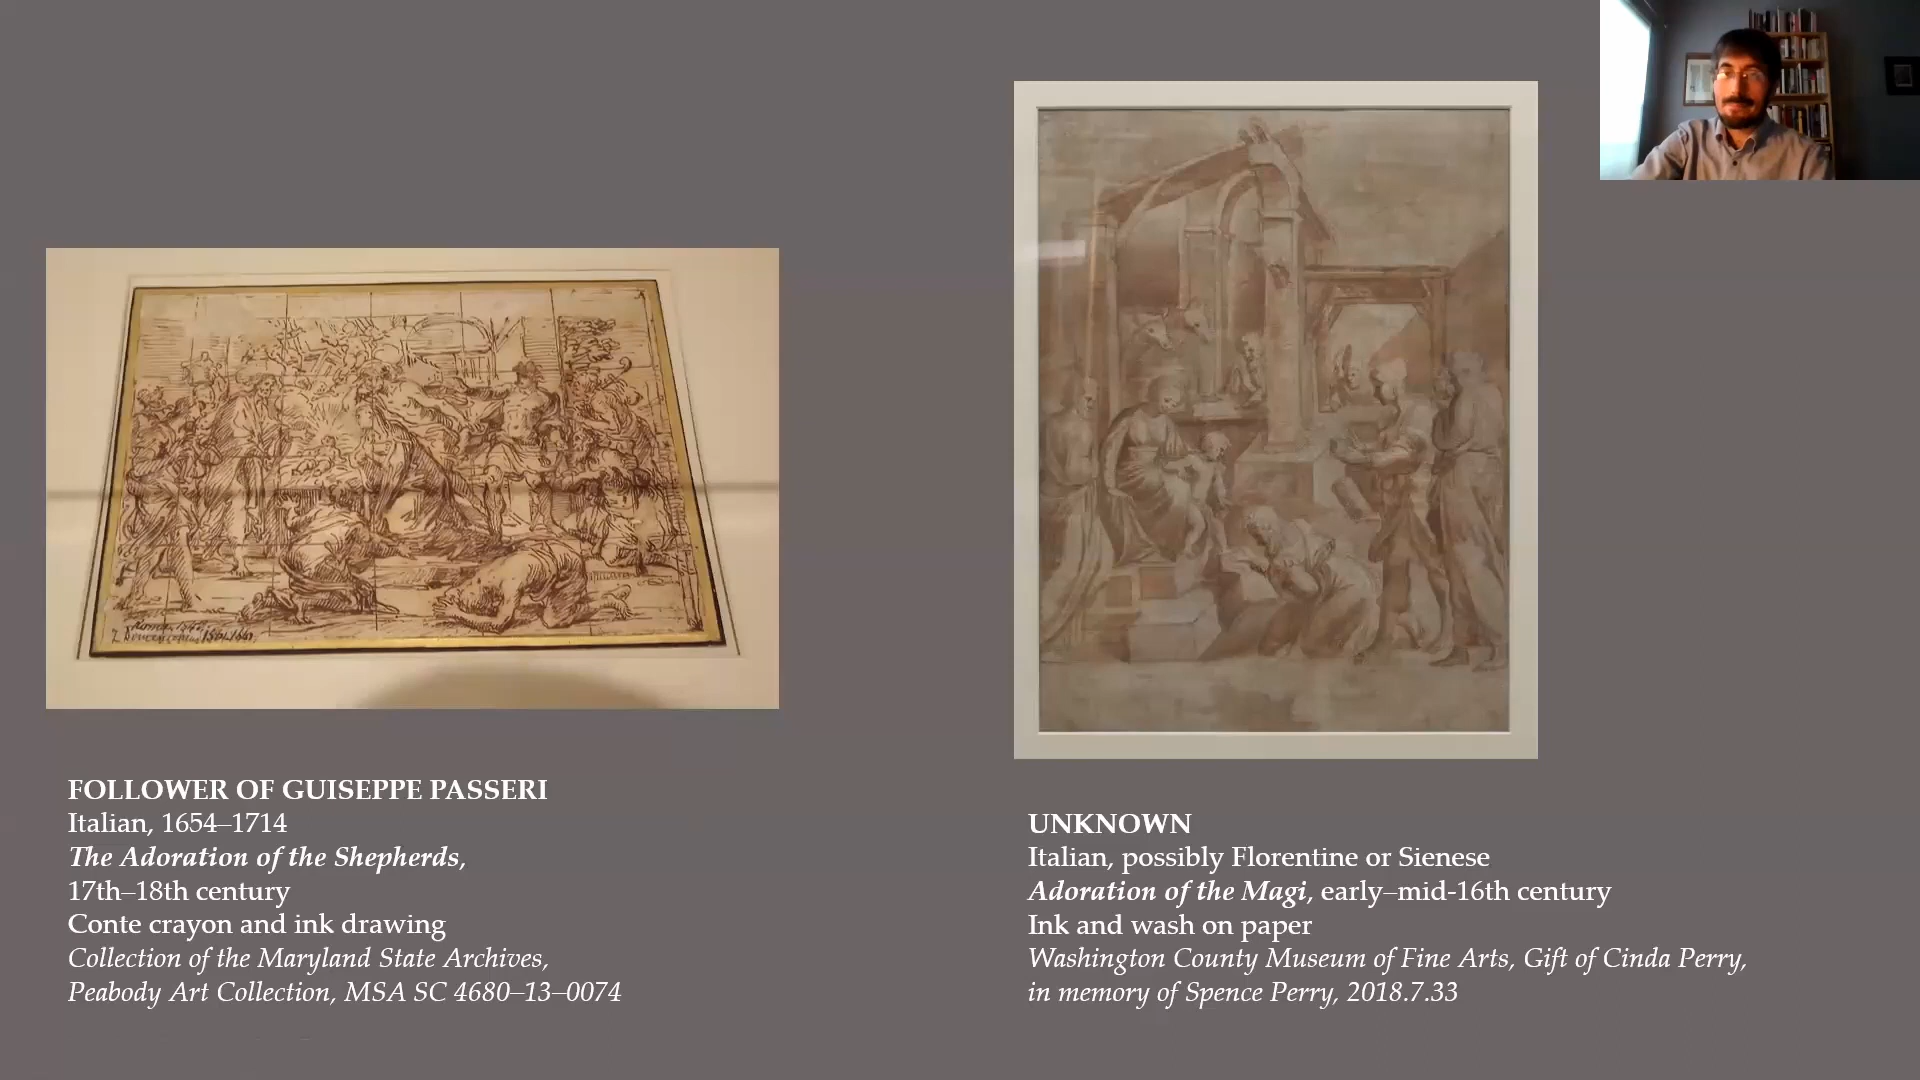 FOLLOWER OF GUISEPPE PASSERI
Italian, 1654–1714
The Adoration of the Shepherds,
17th–18th century
Conte crayon and ink drawing
Collection of the Maryland State Archives,
Peabody Art Collection, MSA SC 4680–13–0074
UNKNOWN
Italian, possibly Florentine or Sienese
Adoration of the Magi, early–mid-16th century
Ink and wash on paper
Washington County Museum of Fine Arts, Gift of Cinda Perry,
in memory of Spence Perry, 2018.7.33